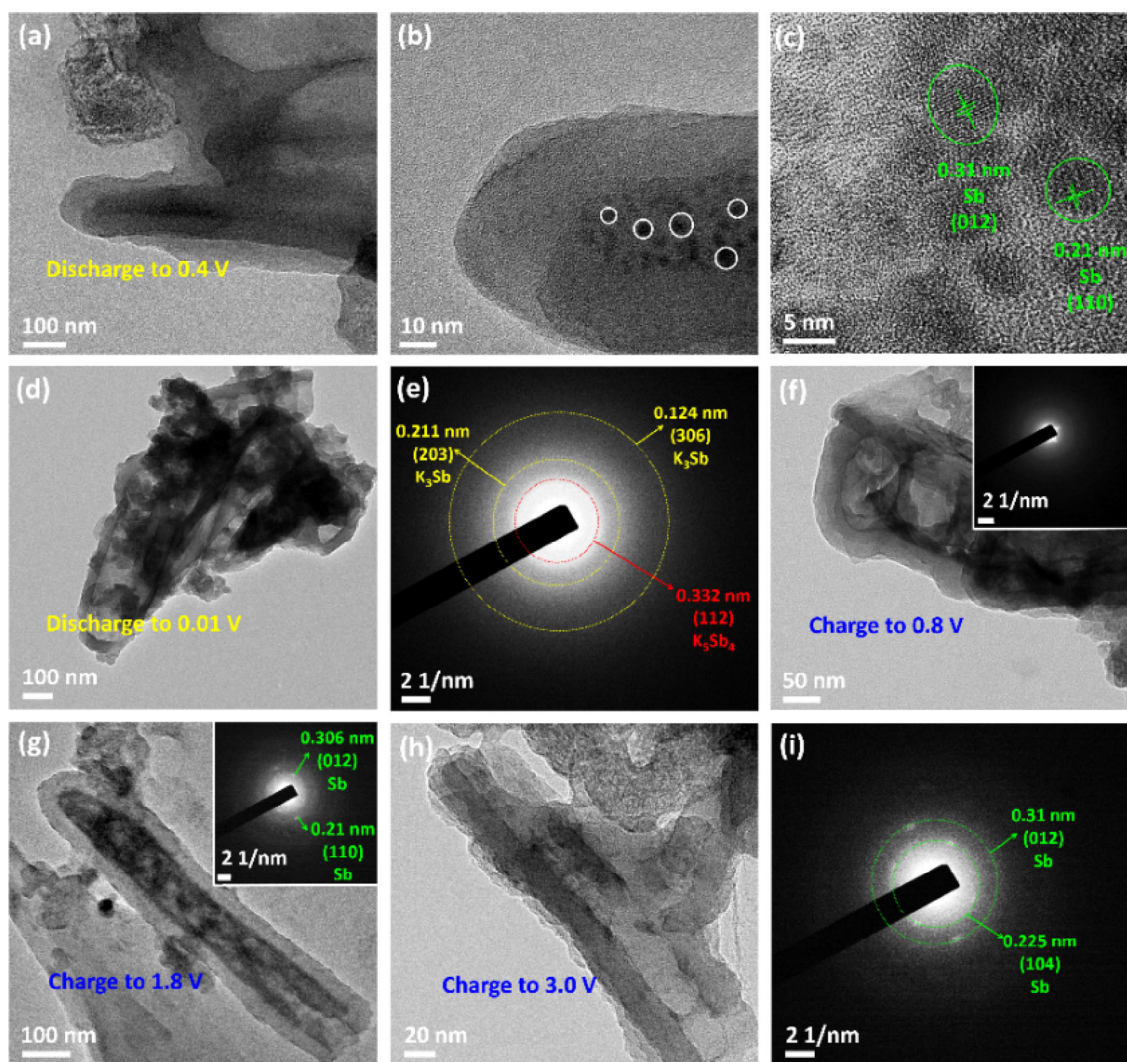 (a)
Discharge to 0.4 V
100 nm
(b)
10 nm
(c)
0.31 nm
Sb
(012)
0.21 nm
Sb
(110)
5 nm
(d)
Discharge to 0.01 V
100 nm
(e)
0.211 nm
(203)
K₃Sb
0.124 nm
(306)
K₃Sb
0.332 nm
(112)
K₅Sb₄
2 1/nm
(f)
2 1/nm
Charge to 0.8 V
50 nm
(g)
0.306 nm
(012)
Sb
0.21 nm
(110)
Sb
2 1/nm
Charge to 1.8 V
100 nm
(h)
Charge to 3.0 V
20 nm
(i)
0.31 nm
(012)
Sb
0.225 nm
(104)
Sb
2 1/nm